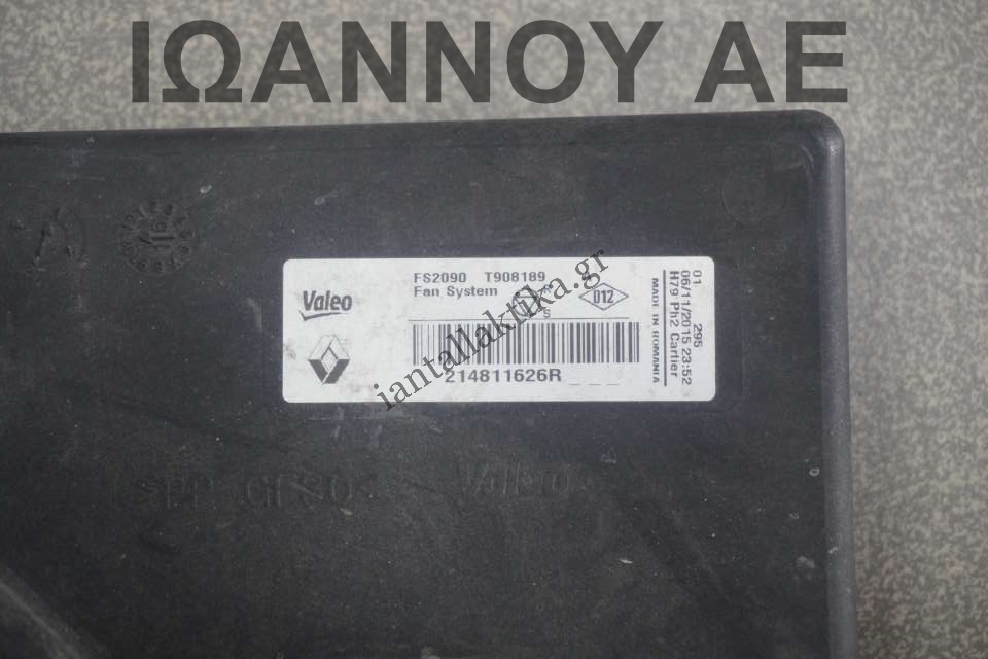 ΙΩΑΝΝΟΥ ΑΕ
FS2090 T908189
Fan System
Valeo
D12
S
214811626R
01. 295
06/11/2015 23:52
H79 Ph2 Cartier
MADE IN ROMANIA
iantallaktika.gr
Valeo